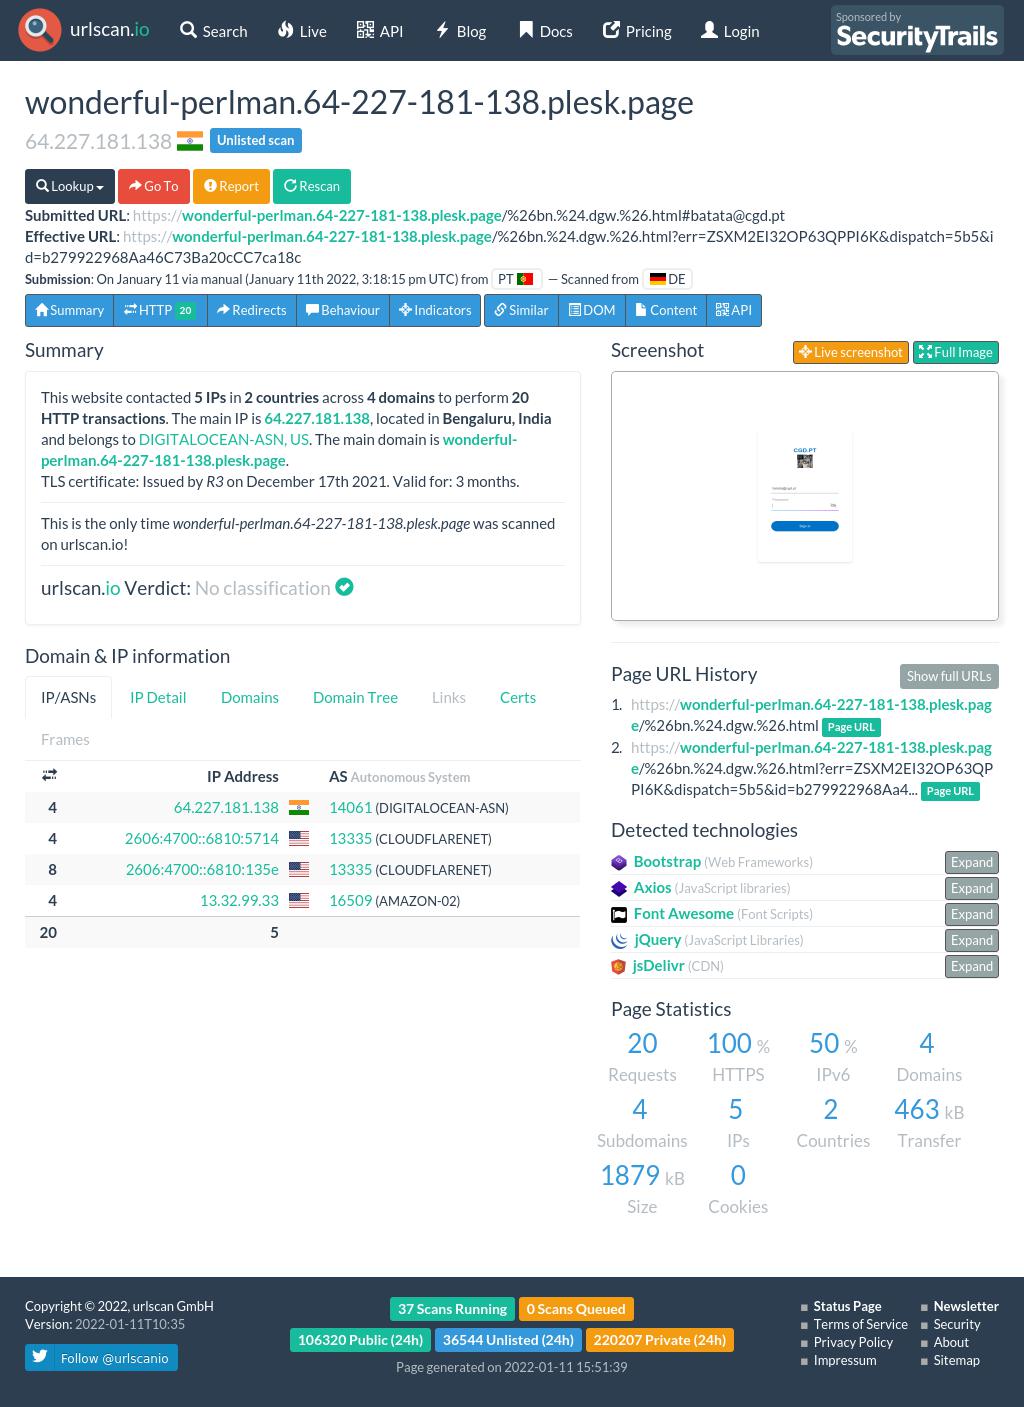 urlscan.io Search Live API Blog Docs Pricing Login Sponsored by SecurityTrails
wonderful-perlman.64-227-181-138.plesk.page
64.227.181.138 Unlisted scan
Lookup Go To Report Rescan
Submitted URL: https://wonderful-perlman.64-227-181-138.plesk.page/%26bn.%24.dgw.%26.html#batata@cgd.pt
Effective URL: https://wonderful-perlman.64-227-181-138.plesk.page/%26bn.%24.dgw.%26.html?err=ZSXM2EI32OP63QPPI6K&dispatch=5b5&i
d=b279922968Aa46C73Ba20cCC7ca18c
Submission: On January 11 via manual (January 11th 2022, 3:18:15 pm UTC) from PT — Scanned from DE
Summary HTTP 20 Redirects Behaviour Indicators Similar DOM Content API
Summary
This website contacted 5 IPs in 2 countries across 4 domains to perform 20
HTTP transactions. The main IP is 64.227.181.138, located in Bengaluru, India
and belongs to DIGITALOCEAN-ASN, US. The main domain is wonderful-
perlman.64-227-181-138.plesk.page.
TLS certificate: Issued by R3 on December 17th 2021. Valid for: 3 months.
This is the only time wonderful-perlman.64-227-181-138.plesk.page was scanned
on urlscan.io!
urlscan.io Verdict: No classification
Domain & IP information
IP/ASNs IP Detail Domains Domain Tree Links Certs
Frames
IP Address AS Autonomous System
4 64.227.181.138 14061 (DIGITALOCEAN-ASN)
4 2606:4700::6810:5714 13335 (CLOUDFLARENET)
8 2606:4700::6810:135e 13335 (CLOUDFLARENET)
4 13.32.99.33 16509 (AMAZON-02)
20 5
Screenshot Live screenshot Full Image
CGD.PT
Sign in
Page URL History Show full URLs
1. https://wonderful-perlman.64-227-181-138.plesk.pag
e/%26bn.%24.dgw.%26.html Page URL
2. https://wonderful-perlman.64-227-181-138.plesk.pag
e/%26bn.%24.dgw.%26.html?err=ZSXM2EI32OP63QP
PI6K&dispatch=5b5&id=b279922968Aa4... Page URL
Detected technologies
Bootstrap (Web Frameworks) Expand
Axios (JavaScript libraries) Expand
Font Awesome (Font Scripts) Expand
jQuery (JavaScript Libraries) Expand
jsDelivr (CDN) Expand
Page Statistics
20 100 % 50 % 4
Requests HTTPS IPv6 Domains
4 5 2 463 kB
Subdomains IPs Countries Transfer
1879 kB 0
Size Cookies
Copyright © 2022, urlscan GmbH
Version: 2022-01-11T10:35
Follow @urlscanio
37 Scans Running 0 Scans Queued
106320 Public (24h) 36544 Unlisted (24h) 220207 Private (24h)
Page generated on 2022-01-11 15:51:39
Status Page
Terms of Service
Privacy Policy
Impressum
Newsletter
Security
About
Sitemap